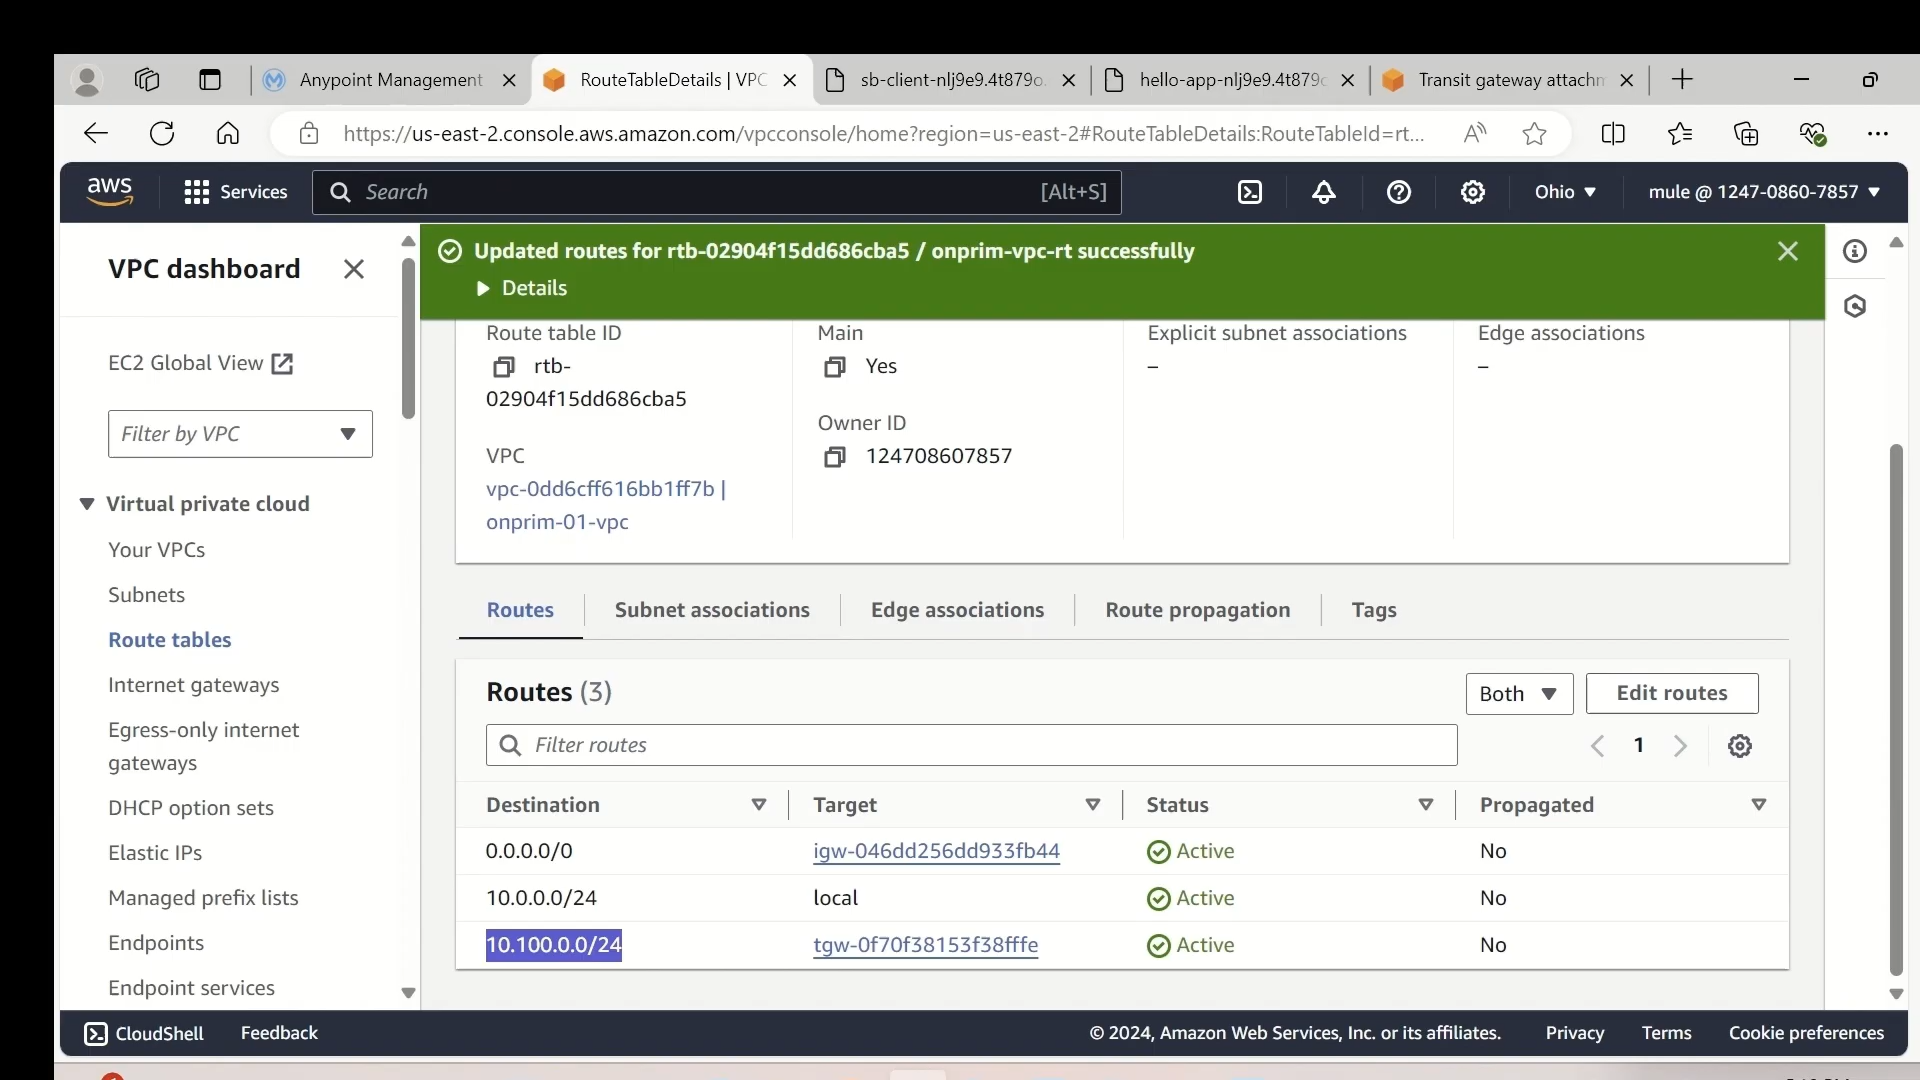 Anypoint Management
RouteTableDetails | VPC
sb-client-nlj9e9.4t879o.
hello-app-nlj9e9.4t879c
Transit gateway attachm
https://us-east-2.console.aws.amazon.com/vpcconsole/home?region=us-east-2#RouteTableDetails:RouteTableId=rt...
aws
Services
Search
[Alt+S]
Ohio
mule @ 1247-0860-7857
VPC dashboard
EC2 Global View
Filter by VPC
Virtual private cloud
Your VPCs
Subnets
Route tables
Internet gateways
Egress-only internet
gateways
DHCP option sets
Elastic IPs
Managed prefix lists
Endpoints
Endpoint services
Updated routes for rtb-02904f15dd686cba5 / onprim-vpc-rt successfully
Details
Route table ID
rtb-
02904f15dd686cba5
VPC
vpc-0dd6cff616bb1ff7b |
onprim-01-vpc
Main
Yes
Owner ID
124708607857
Explicit subnet associations
–
Edge associations
–
Routes
Subnet associations
Edge associations
Route propagation
Tags
Routes (3)
Both
Edit routes
Filter routes
1
Destination
Target
Status
Propagated
0.0.0.0/0
igw-046dd256dd933fb44
Active
No
10.0.0.0/24
local
Active
No
10.100.0.0/24
tgw-0f70f38153f38fffe
Active
No
CloudShell
Feedback
© 2024, Amazon Web Services, Inc. or its affiliates.
Privacy
Terms
Cookie preferences